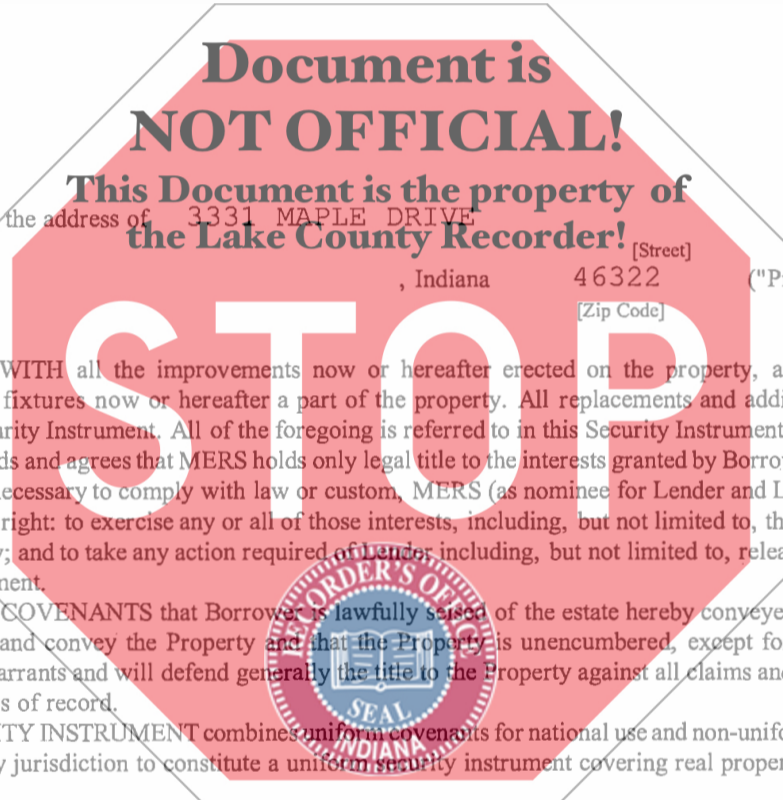 Document is
NOT OFFICIAL!
This Document is the property of
the address of 3331 MAPLE DRIVE
the Lake County Recorder!
[Street]
, Indiana 46322 ("P
[Zip Code]
STOP
WITH all the improvements now or hereafter erected on the property, a
fixtures now or hereafter a part of the property. All replacements and addi
rity Instrument. All of the foregoing is referred to in this Security Instrument
ds and agrees that MERS holds only legal title to the interests granted by Borro
ecessary to comply with law or custom, MERS (as nominee for Lender and L
right: to exercise any or all of those interests, including, but not limited to, th
; and to take any action required of Lender including, but not limited to, relea
nent.
COVENANTS that Borrower is lawfully seised of the estate hereby conveye
and convey the Property and that the Property is unencumbered, except fo
arrants and will defend generally the title to the Property against all claims an
s of record.
TY INSTRUMENT combines uniform covenants for national use and non-unifo
y jurisdiction to constitute a uniform security instrument covering real proper
RECORDER'S OFFICE
SEAL
INDIANA